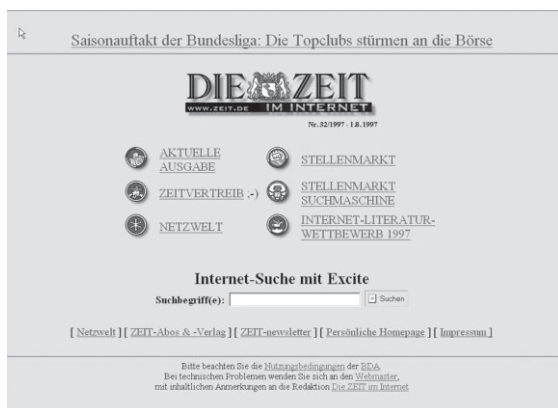 Saisonauftakt der Bundesliga: Die Topclubs stürmen an die Börse
DIE ZEIT
WWW.ZEIT.DE IM INTERNET
Nr. 32/1997 - 1.8.1997
AKTUELLE
AUSGABE
STELLENMARKT
ZEITVERTREIB ;-)
STELLENMARKT
SUCHMASCHINE
NETZWELT
INTERNET-LITERATUR-
WETTBEWERB 1997
Internet-Suche mit Excite
Suchbegriff(e): Suchen
[ Netzwelt ] [ ZEIT-Abos & -Verlag ] [ ZEIT-newsletter ] [ Persönliche Homepage ] [ Impressum ]
Bitte beachten Sie die Nutzungsbedingungen der BDA.
Bei technischen Problemen wenden Sie sich an den Webmaster,
mit inhaltlichen Anmerkungen an die Redaktion Die ZEIT im Internet